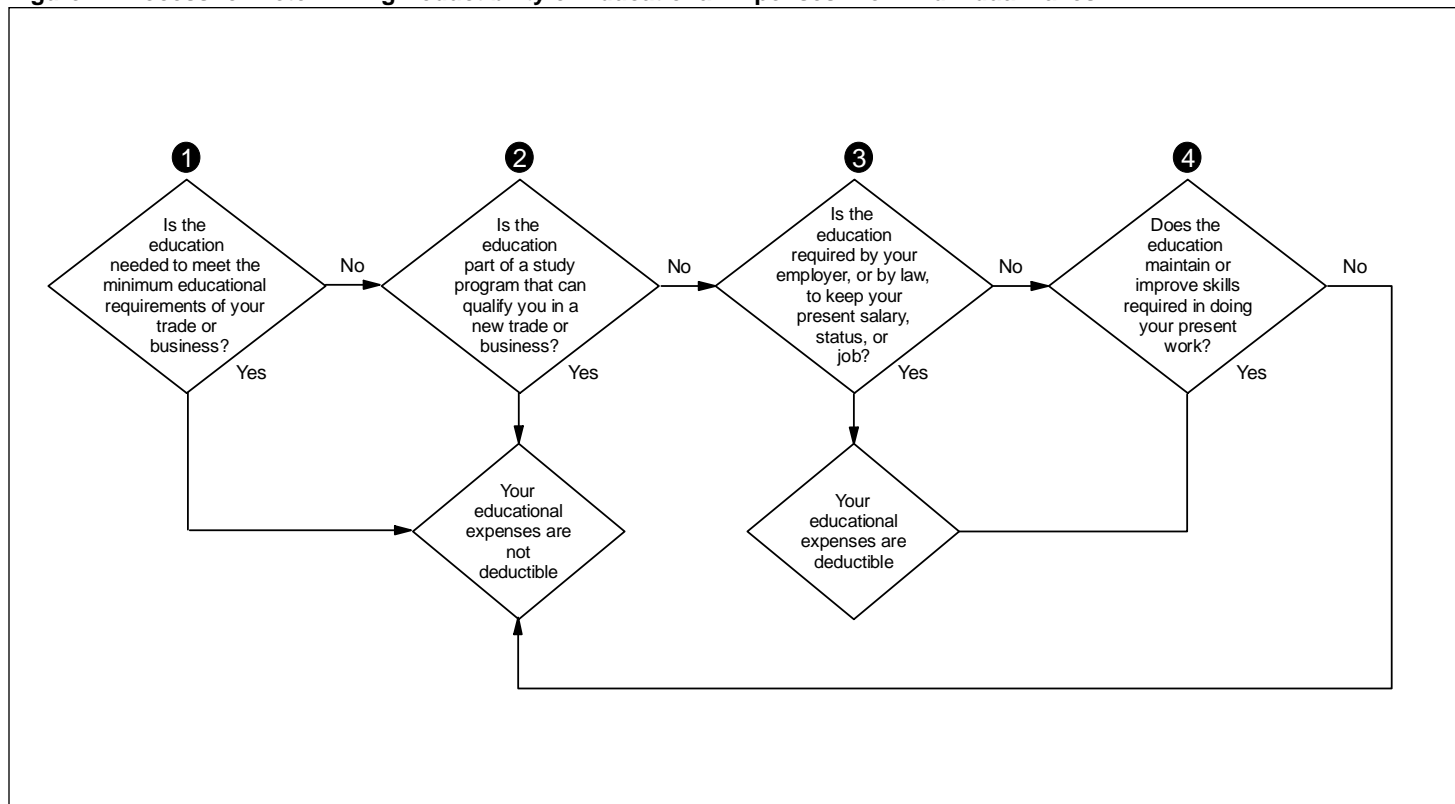 1
2
3
4
Is the
education
needed to meet the
minimum educational
requirements of your
trade or
business?
No
Yes
Is the
education
part of a study
program that can
qualify you in a
new trade or
business?
No
Yes
Is the
education
required by your
employer, or by law,
to keep your
present salary,
status, or
job?
No
Yes
Does the
education
maintain or
improve skills
required in doing
your present
work?
No
Yes
Your
educational
expenses are
not
deductible
Your
educational
expenses are
deductible